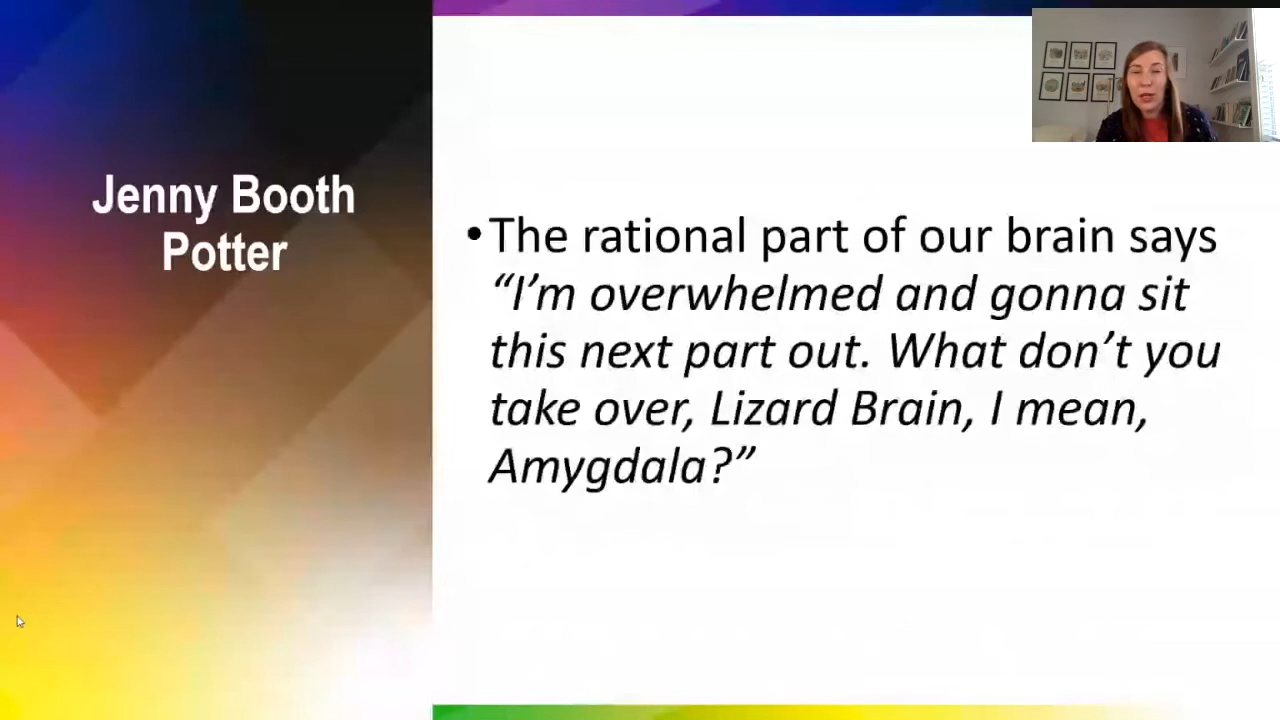 Jenny Booth
Potter
•The rational part of our brain says
“I’m overwhelmed and gonna sit
this next part out. What don’t you
take over, Lizard Brain, I mean,
Amygdala?”